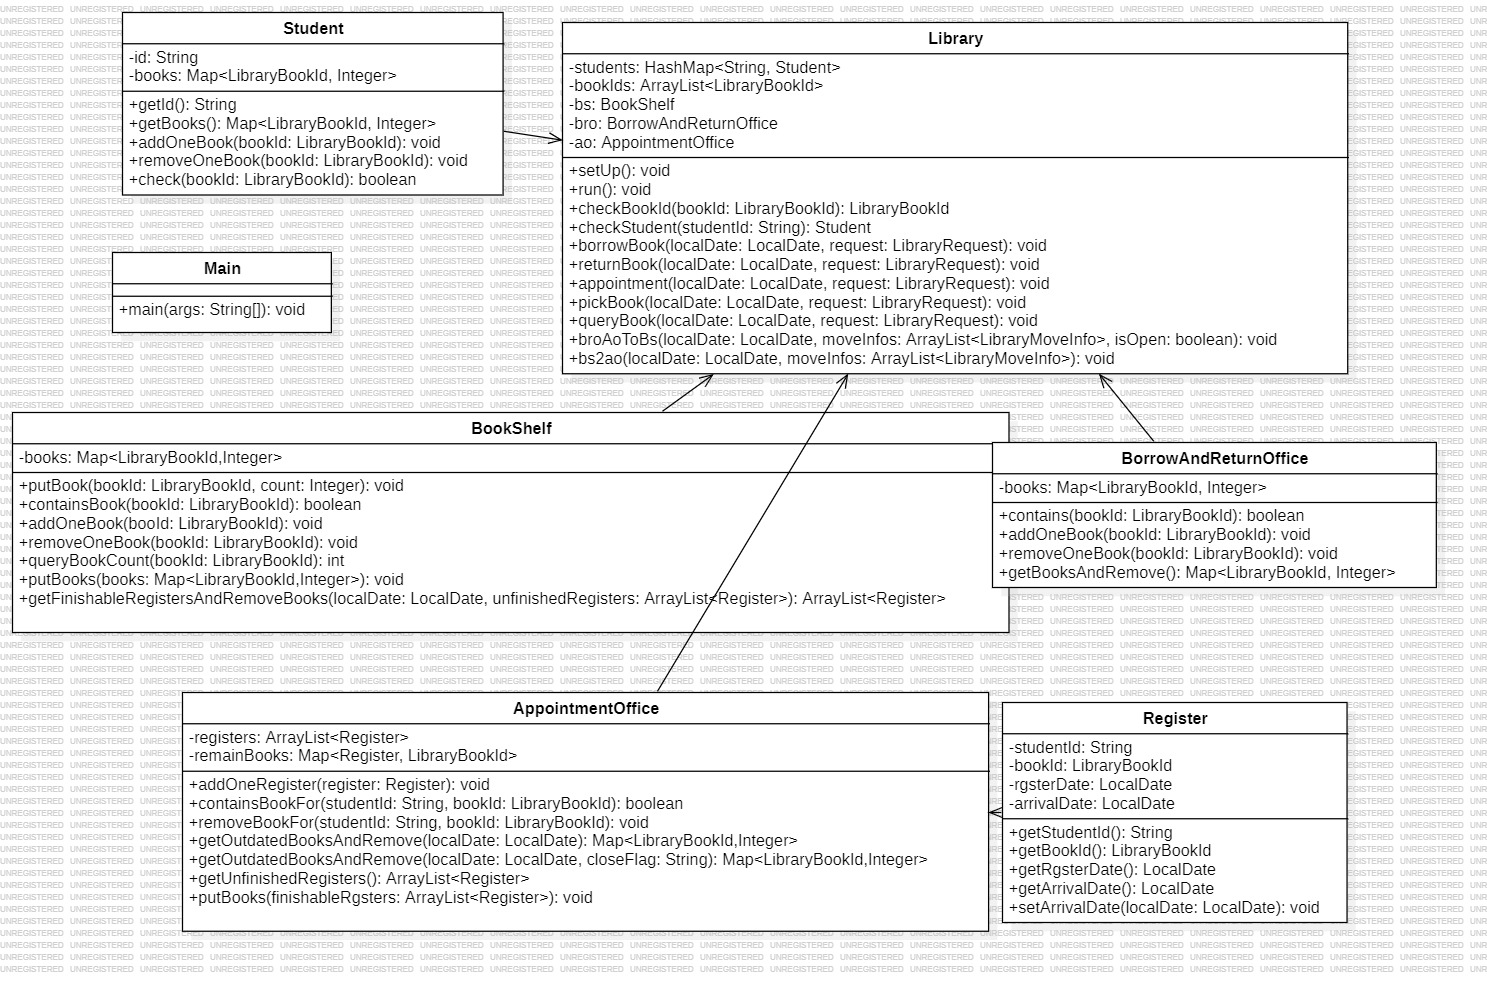 Student
-id: String
-books: Map<LibraryBookId, Integer>
+getId(): String
+getBooks(): Map<LibraryBookId, Integer>
+addOneBook(bookId: LibraryBookId): void
+removeOneBook(bookId: LibraryBookId): void
+check(bookId: LibraryBookId): boolean
Library
-students: HashMap<String, Student>
-bookIds: ArrayList<LibraryBookId>
-bs: BookShelf
-bro: BorrowAndReturnOffice
-ao: AppointmentOffice
+setUp(): void
+run(): void
+checkBookId(bookId: LibraryBookId): LibraryBookId
+checkStudent(studentId: String): Student
+borrowBook(localDate: LocalDate, request: LibraryRequest): void
+returnBook(localDate: LocalDate, request: LibraryRequest): void
+appointment(localDate: LocalDate, request: LibraryRequest): void
+pickBook(localDate: LocalDate, request: LibraryRequest): void
+queryBook(localDate: LocalDate, request: LibraryRequest): void
+broAoToBs(localDate: LocalDate, moveInfos: ArrayList<LibraryMoveInfo>, isOpen: boolean): void
+bs2ao(localDate: LocalDate, moveInfos: ArrayList<LibraryMoveInfo>): void
Main
+main(args: String[]): void
BookShelf
-books: Map<LibraryBookId,Integer>
+putBook(bookId: LibraryBookId, count: Integer): void
+containsBook(bookId: LibraryBookId): boolean
+addOneBook(booId: LibraryBookId): void
+removeOneBook(bookId: LibraryBookId): void
+queryBookCount(bookId: LibraryBookId): int
+putBooks(books: Map<LibraryBookId,Integer>): void
+getFinishableRegistersAndRemoveBooks(localDate: LocalDate, unfinishedRegisters: ArrayList<Register>): ArrayList<Register>
BorrowAndReturnOffice
-books: Map<LibraryBookId, Integer>
+contains(bookId: LibraryBookId): boolean
+addOneBook(bookId: LibraryBookId): void
+removeOneBook(bookId: LibraryBookId): void
+getBooksAndRemove(): Map<LibraryBookId, Integer>
AppointmentOffice
-registers: ArrayList<Register>
-remainBooks: Map<Register, LibraryBookId>
+addOneRegister(register: Register): void
+containsBookFor(studentId: String, bookId: LibraryBookId): boolean
+removeBookFor(studentId: String, bookId: LibraryBookId): void
+getOutdatedBooksAndRemove(localDate: LocalDate): Map<LibraryBookId,Integer>
+getOutdatedBooksAndRemove(localDate: LocalDate, closeFlag: String): Map<LibraryBookId,Integer>
+getUnfinishedRegisters(): ArrayList<Register>
+putBooks(finishableRgsters: ArrayList<Register>): void
Register
-studentId: String
-bookId: LibraryBookId
-rgsterDate: LocalDate
-arrivalDate: LocalDate
+getStudentId(): String
+getBookId(): LibraryBookId
+getRgsterDate(): LocalDate
+getArrivalDate(): LocalDate
+setArrivalDate(localDate: LocalDate): void
UNREGISTERED